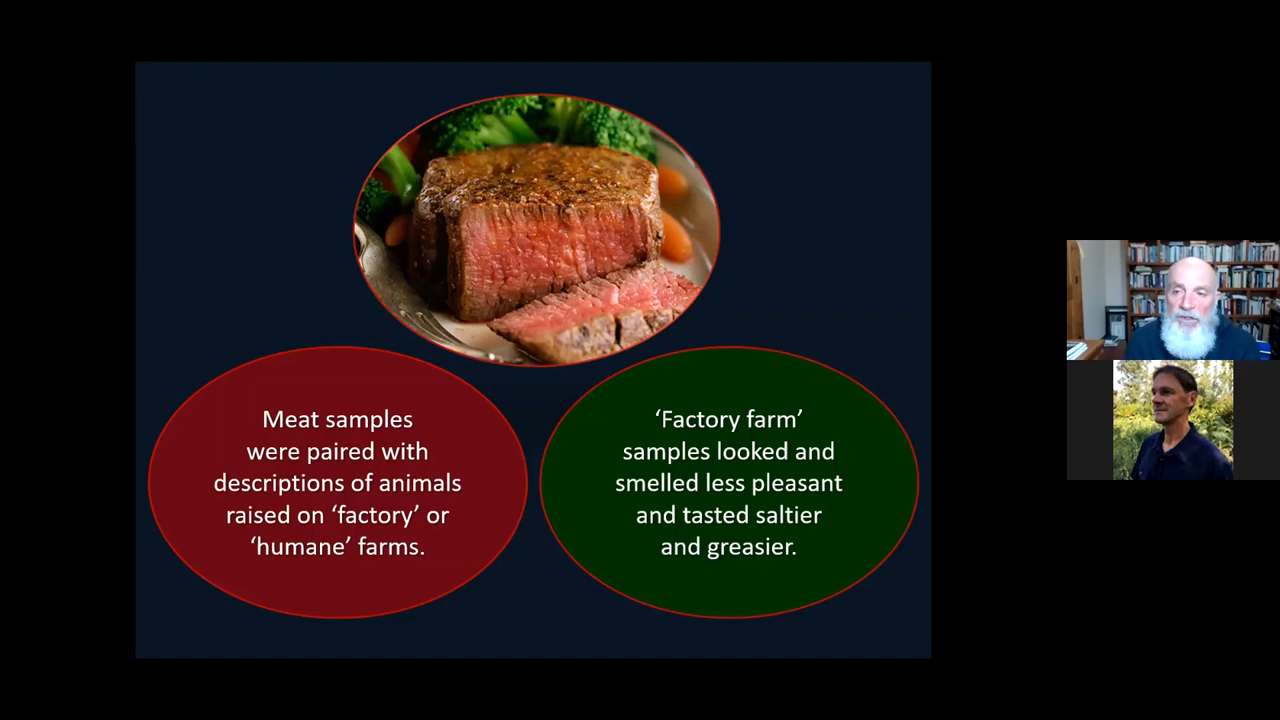 Meat samples
were paired with
descriptions of animals
raised on ‘factory’ or
‘humane’ farms.
‘Factory farm’
samples looked and
smelled less pleasant
and tasted saltier
and greasier.